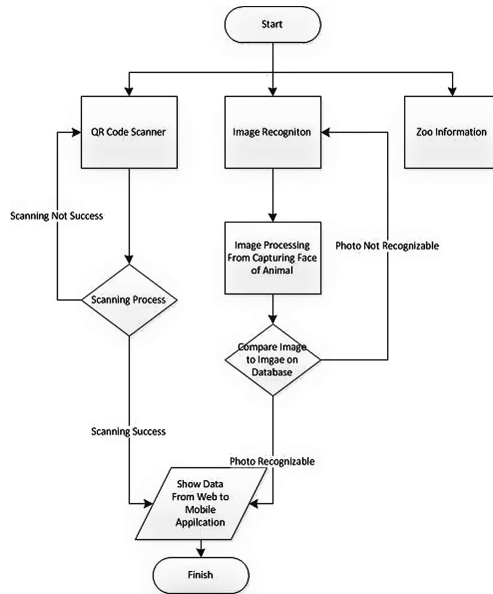 Start
QR Code Scanner
Image Recogniton
Zoo Information
Scanning Not Success
Image Processing
From Capturing Face
of Animal
Photo Not Recognizable
Scanning Process
Compare Image
to Imgae on
Database
Scanning Success
Photo Recognizable
Show Data
From Web to
Mobile
Appilcation
Finish